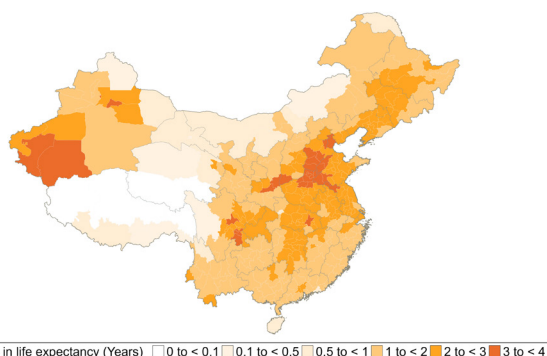 in life expectancy (Years) 0 to < 0.1 0.1 to < 0.5 0.5 to < 1 1 to < 2 2 to < 3 3 to < 4